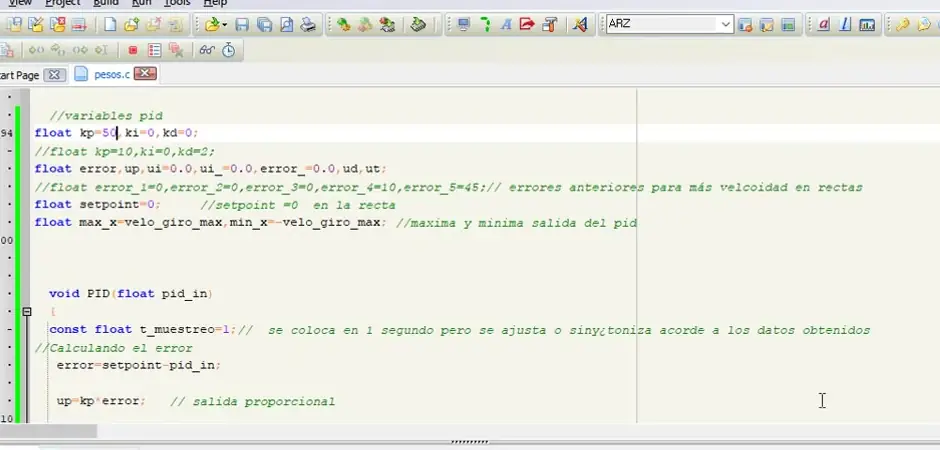 View Project Build Run Tools Help
ARZ
Start Page pesos.c
//variables pid
94 float kp=50,ki=0,kd=0;
//float kp=10,ki=0,kd=2;
float error,up,ui=0.0,ui_=0.0,error_=0.0,ud,ut;
//float error_1=0,error_2=0,error_3=0,error_4=10,error_5=45;// errores anteriores para más velcoidad en rectas
float setpoint=0; //setpoint =0 en la recta
float max_x=velo_giro_max,min_x=-velo_giro_max; //maxima y minima salida del pid
00
void PID(float pid_in)
{
const float t_muestreo=1;// se coloca en 1 segundo pero se ajusta o siny¿toniza acorde a los datos obtenidos
//Calculando el error
error=setpoint-pid_in;
up=kp*error; // salida proporcional
10